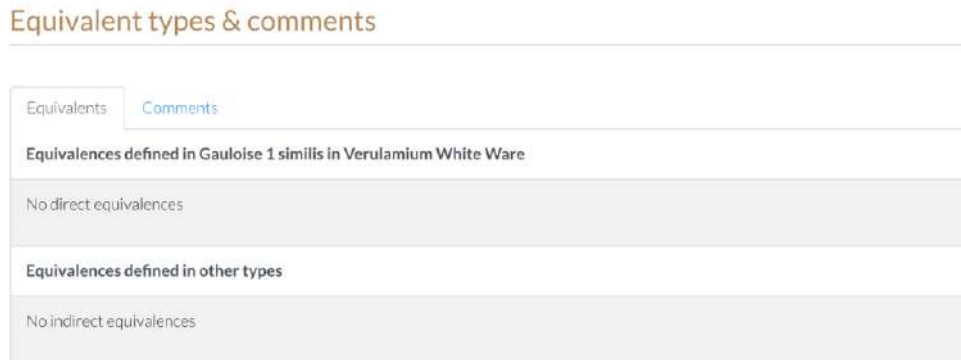 Equivalent types & comments
Equivalents Comments
Equivalences defined in Gauloise 1 similis in Verulamium White Ware
No direct equivalences
Equivalences defined in other types
No indirect equivalences